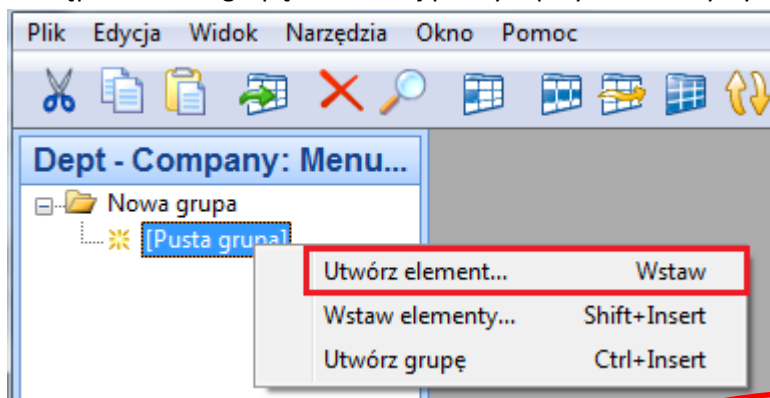 Plik Edycja Widok Narzędzia Okno Pomoc
Dept - Company: Menu...
Nowa grupa
[Pusta grupa]
Utwórz element... Wstaw
Wstaw elementy... Shift+Insert
Utwórz grupę Ctrl+Insert